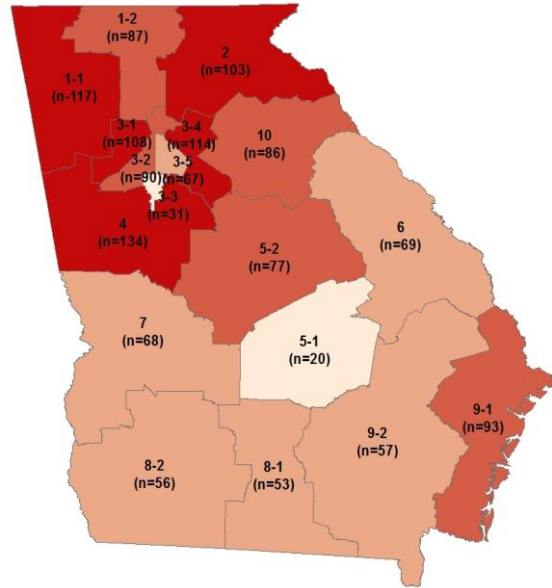 1-2
(n=87)
2
(n=103)
1-1
(n-117)
3-1
(n=108)
3-4
(n=114)
10
(n=86)
3-2
(n=90)
3-5
(n=67)
3-3
(n=31)
4
(n=134)
5-2
(n=77)
6
(n=69)
7
(n=68)
5-1
(n=20)
9-1
(n=93)
9-2
(n=57)
8-2
(n=56)
8-1
(n=53)